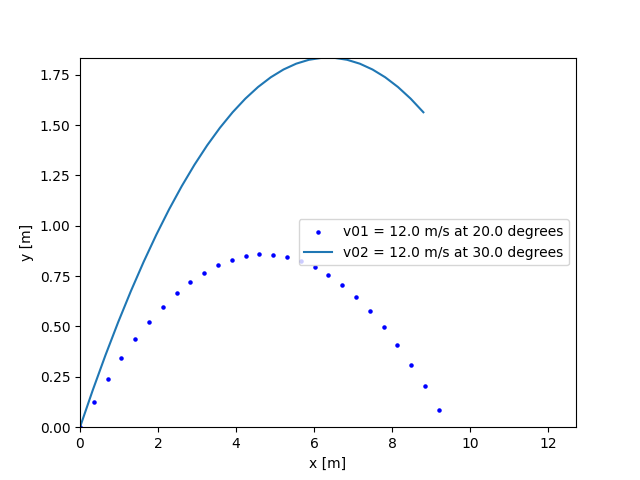 1.75
1.50
1.25
1.00
0.75
0.50
0.25
0.00
y [m]
v01 = 12.0 m/s at 20.0 degrees
v02 = 12.0 m/s at 30.0 degrees
0 2 4 6 8 10 12
x [m]